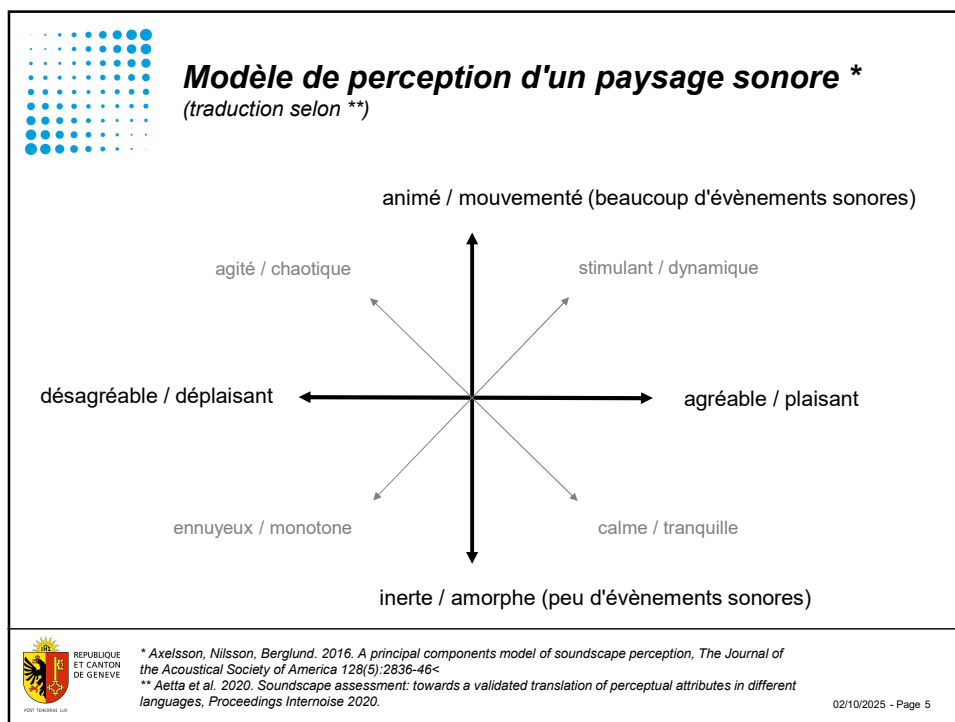 Modèle de perception d'un paysage sonore *
(traduction selon **)
animé / mouvementé (beaucoup d'évènements sonores)
agité / chaotique
stimulant / dynamique
désagréable / déplaisant
agréable / plaisant
ennuyeux / monotone
calme / tranquille
inerte / amorphe (peu d'évènements sonores)
REPUBLIQUE
ET CANTON
DE GENEVE
POST TENEBRAS LUX
* Axelsson, Nilsson, Berglund. 2016. A principal components model of soundscape perception, The Journal of
the Acoustical Society of America 128(5):2836-46<
** Aetta et al. 2020. Soundscape assessment: towards a validated translation of perceptual attributes in different
languages, Proceedings Internoise 2020.
02/10/2025 - Page 5